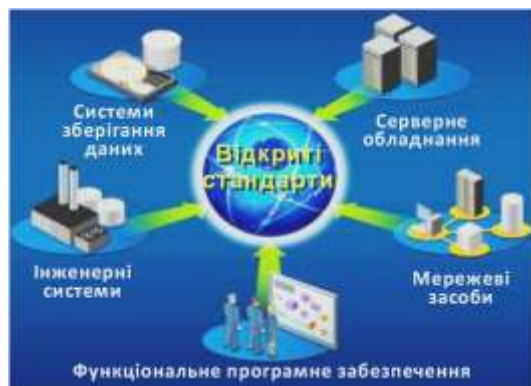 Системи
зберігання
даних
Серверне
обладнання
Відкриті
стандарти
Інженерні
системи
Мережеві
засоби
Функціональне програмне забезпечення